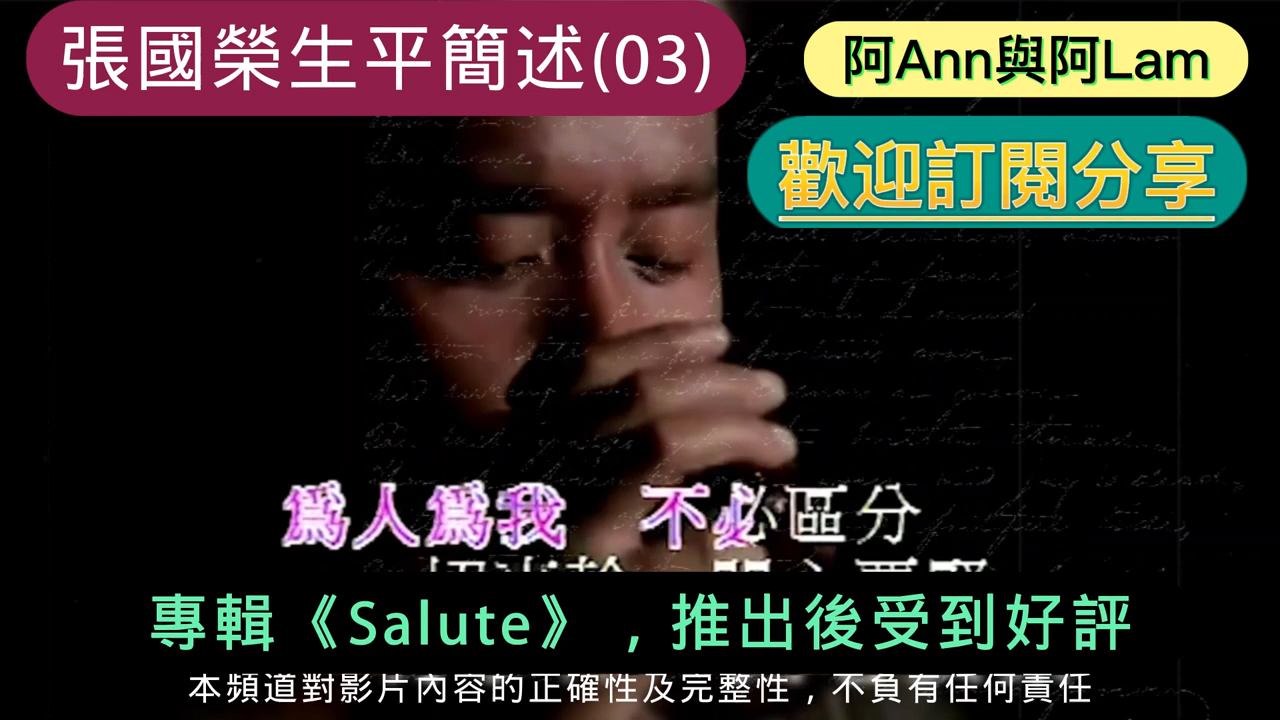 張國榮生平簡述(03)
阿Ann與阿Lam
歡迎訂閱分享
為人為我 不必區分
專輯《Salute》，推出後受到好評
本頻道對影片內容的正確性及完整性，不負有任何責任